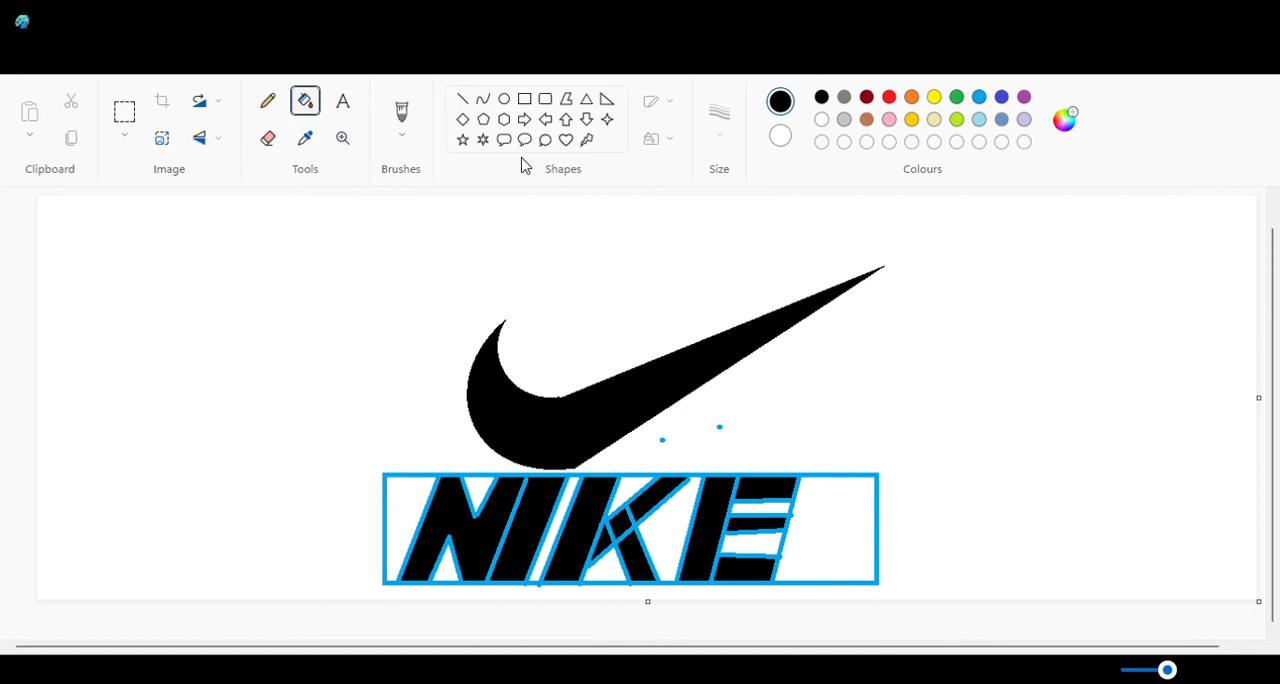 Clipboard
Image
Tools
Brushes
Shapes
Size
Colours
A
NIKE